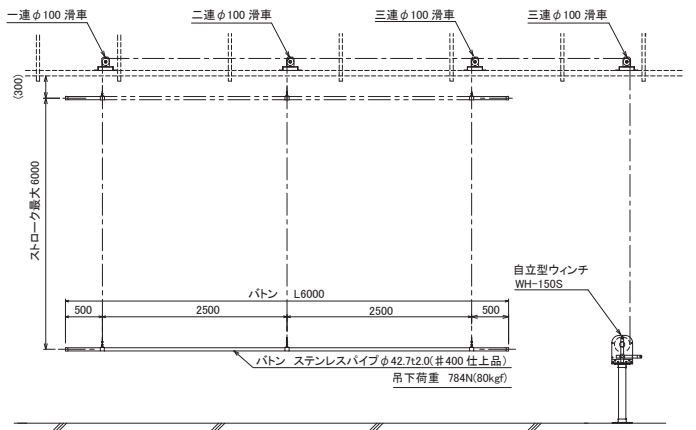 一連φ100 滑車
二連φ100 滑車
三連φ100 滑車
三連φ100 滑車
(300)
ストローク最大 6000
自立型ウィンチ
WH-150S
バトン L6000
500
2500
2500
500
バトン ステンレスパイプφ42.7t2.0(♯400 仕上品)
吊下荷重 784N(80kgf)